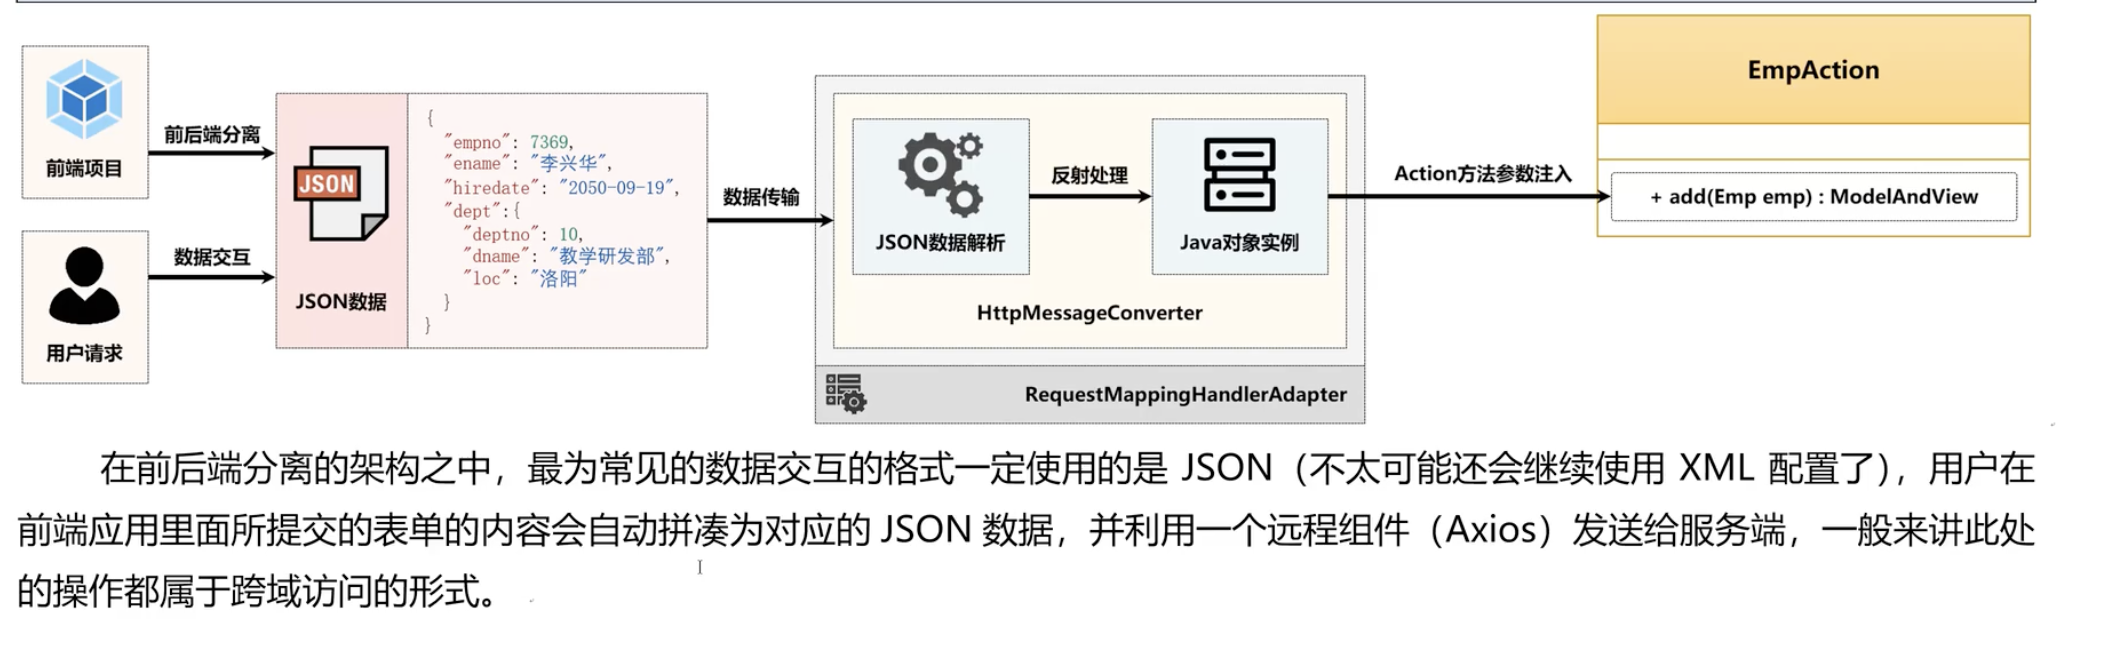 前端项目
前后端分离
用户请求
数据交互
JSON
JSON数据
{
"empno": 7369,
"ename": "李兴华",
"hiredate": "2050-09-19",
"dept":{
"deptno": 10,
"dname": "教学研发部",
"loc": "洛阳"
}
}
数据传输
JSON数据解析
反射处理
Java对象实例
HttpMessageConverter
RequestMappingHandlerAdapter
Action方法参数注入
EmpAction
+ add(Emp emp) : ModelAndView
在前后端分离的架构之中，最为常见的数据交互的格式一定使用的是 JSON（不太可能还会继续使用 XML 配置了），用户在
前端应用里面所提交的表单的内容会自动拼凑为对应的 JSON 数据，并利用一个远程组件（Axios）发送给服务端，一般来讲此处
的操作都属于跨域访问的形式。